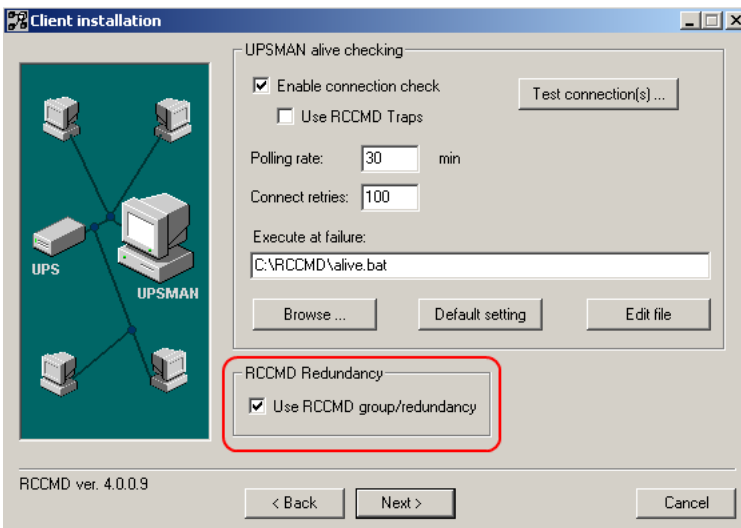 Client installation
UPSMAN alive checking
Enable connection check
Test connection(s) ...
Use RCCMD Traps
Polling rate: 30 min
Connect retries: 100
Execute at failure:
C:\RCCMD\alive.bat
Browse ... Default setting Edit file
UPS
UPSMAN
RCCMD Redundancy
Use RCCMD group/redundancy
RCCMD ver. 4.0.0.9
< Back Next > Cancel